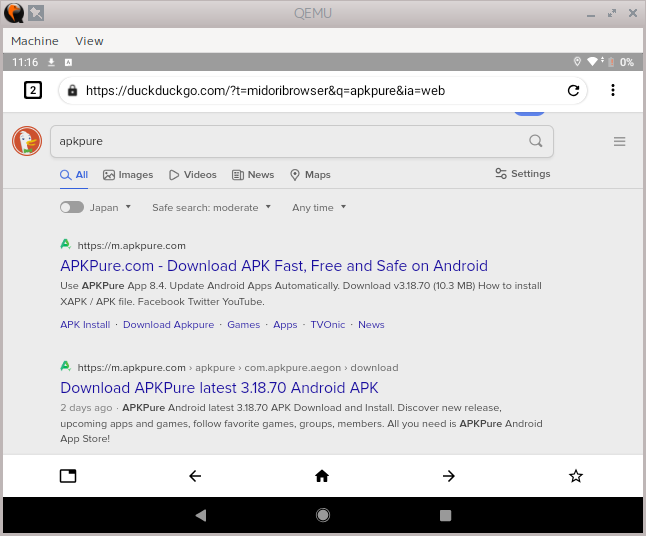 QEMU
Machine View
11:16 A 0%
2 https://duckduckgo.com/?t=midoribrowser&q=apkpure&ia=web
apkpure
All Images Videos News Maps Settings
Japan Safe search: moderate Any time
https://m.apkpure.com
APKPure.com - Download APK Fast, Free and Safe on Android
Use APKPure App 8.4. Update Android Apps Automatically. Download v3.18.70 (10.3 MB) How to install
XAPK / APK file. Facebook Twitter YouTube.
APK Install · Download Apkpure · Games · Apps · TVOnic · News
https://m.apkpure.com › apkpure › com.apkpure.aegon › download
Download APKPure latest 3.18.70 Android APK
2 days ago · APKPure Android latest 3.18.70 APK Download and Install. Discover new release,
upcoming apps and games, follow favorite games, groups, members. All you need is APKPure Android
App Store!